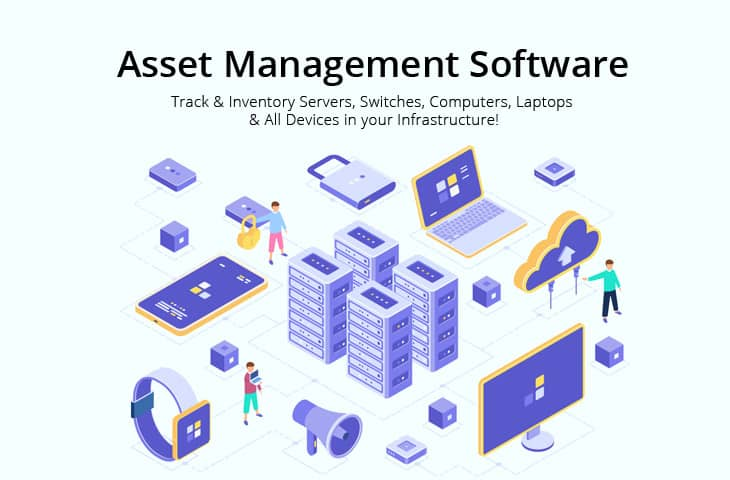 Asset Management Software
Track & Inventory Servers, Switches, Computers, Laptops
& All Devices in your Infrastructure!